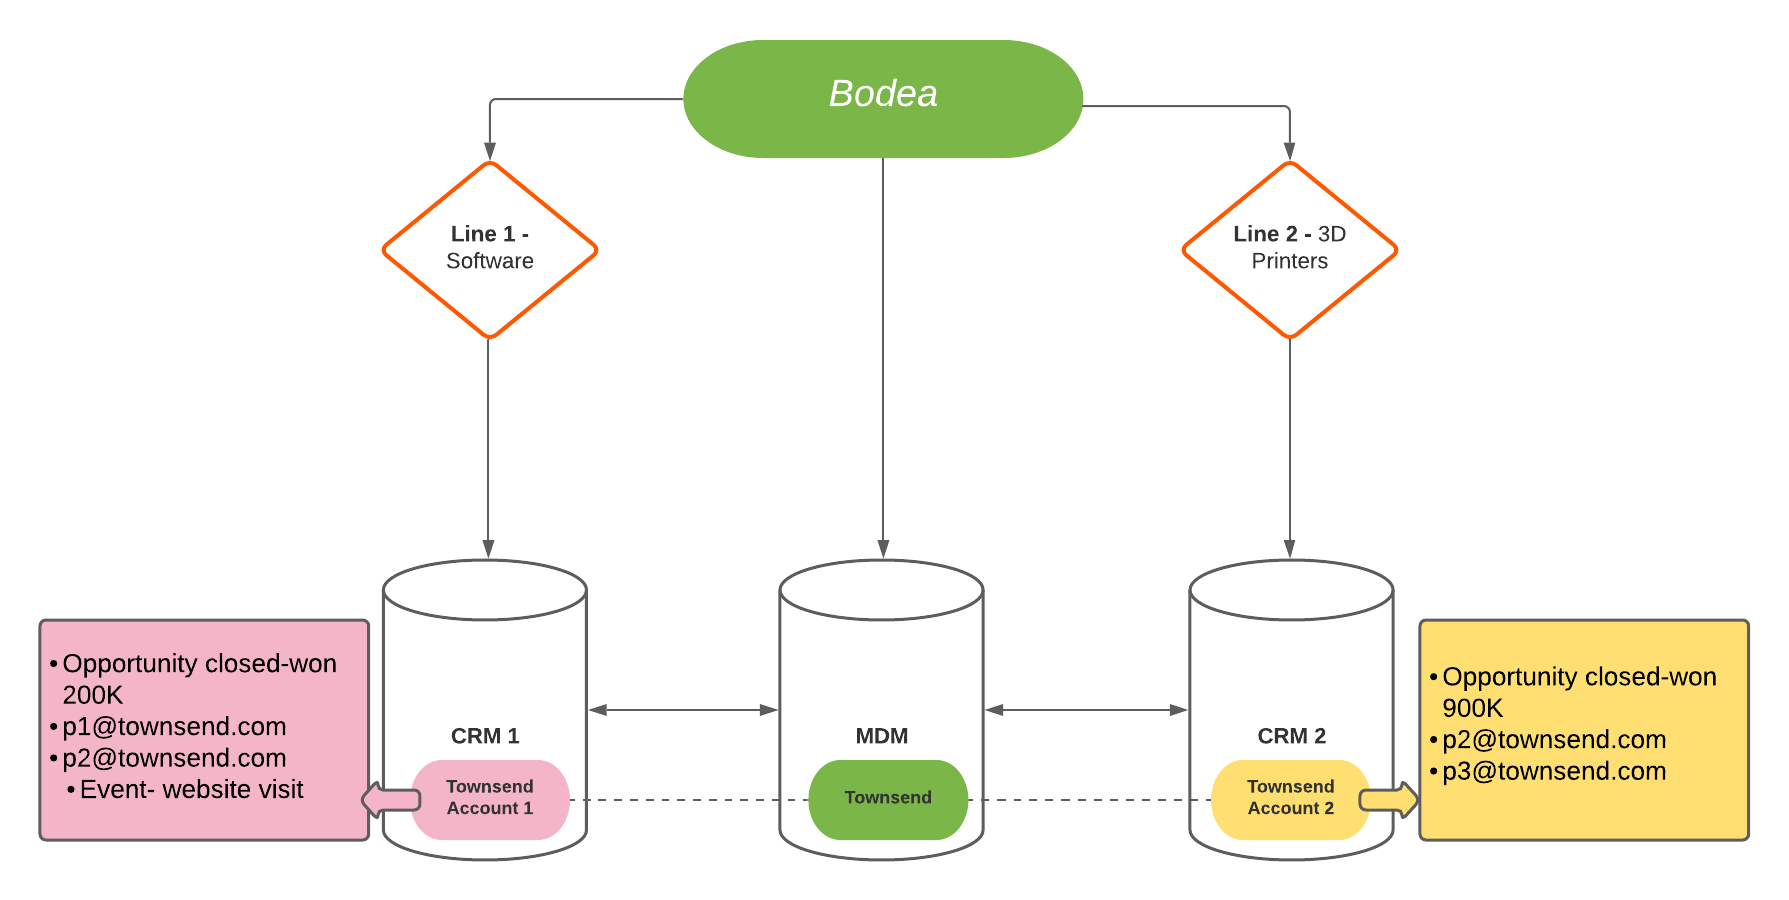 Bodea
Line 1 -
Software
Line 2 - 3D
Printers
• Opportunity closed-won
200K
• p1@townsend.com
• p2@townsend.com
• Event- website visit
CRM 1
Townsend
Account 1
MDM
Townsend
CRM 2
Townsend
Account 2
• Opportunity closed-won
900K
• p2@townsend.com
• p3@townsend.com